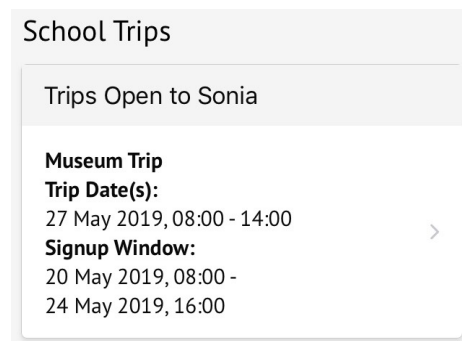 School Trips
Trips Open to Sonia
Museum Trip
Trip Date(s):
27 May 2019, 08:00 - 14:00
Signup Window:
20 May 2019, 08:00 -
24 May 2019, 16:00